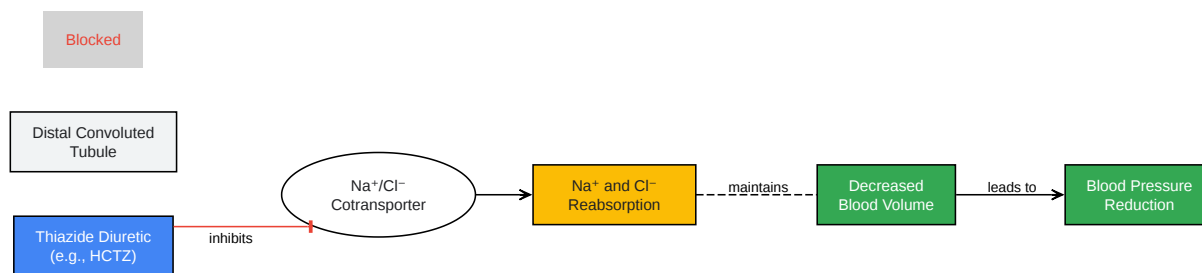 Blocked
Distal Convoluted
Tubule
Thiazide Diuretic
(e.g., HCTZ)
inhibits
Na⁺/Cl⁻
Cotransporter
Na⁺ and Cl⁻
Reabsorption
maintains
Decreased
Blood Volume
leads to
Blood Pressure
Reduction